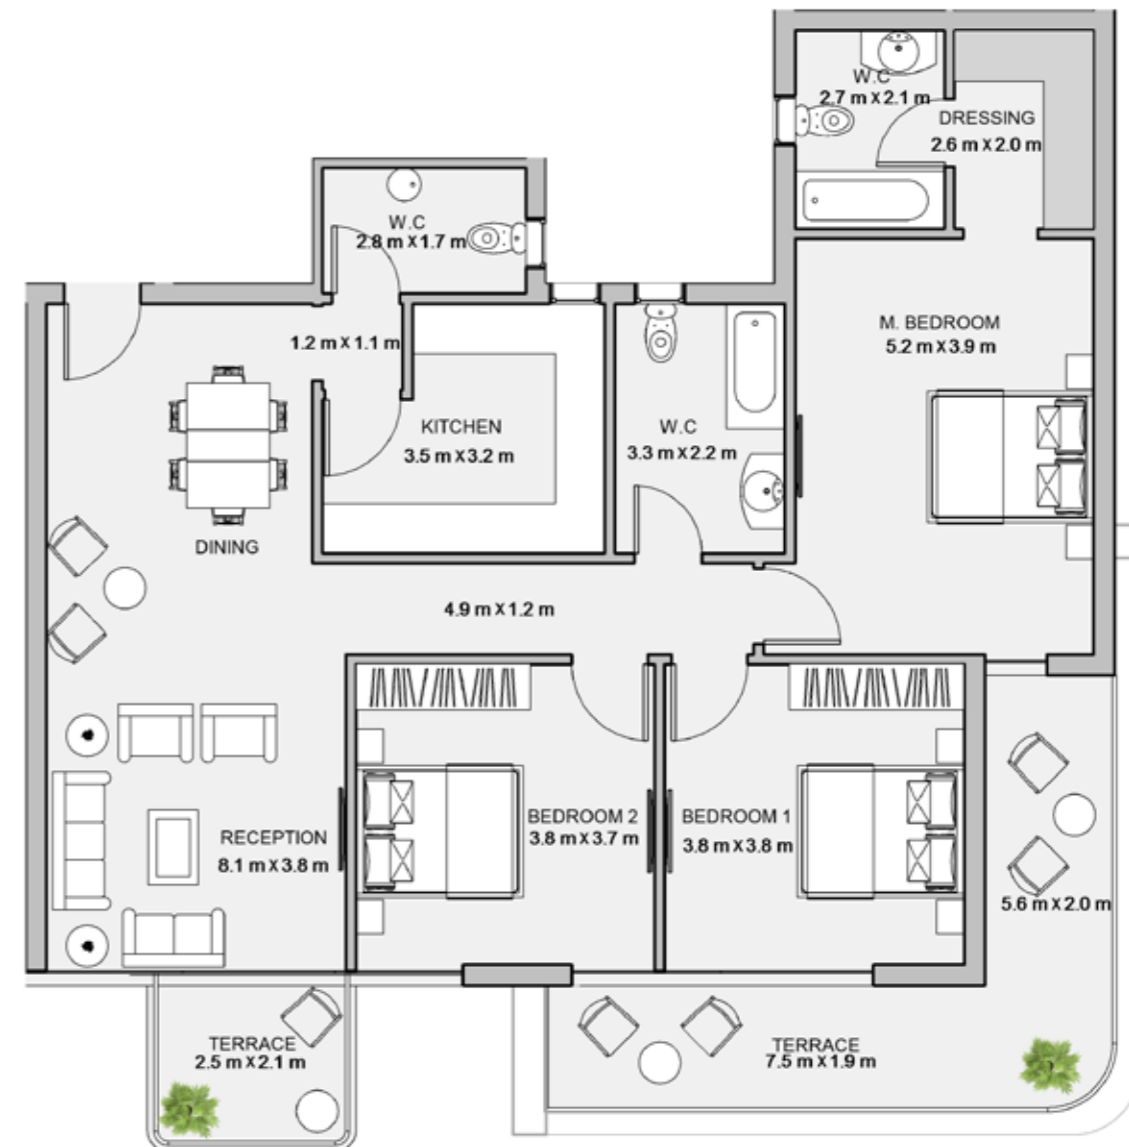 W.C
2.7 m X 2.1 m
DRESSING
2.6 m X 2.0 m
W.C
2.8 m X 1.7 m
M. BEDROOM
5.2 m X 3.9 m
1.2 m X 1.1 m
KITCHEN
3.5 m X 3.2 m
W.C
3.3 m X 2.2 m
DINING
4.9 m X 1.2 m
RECEPTION
8.1 m X 3.8 m
BEDROOM 2
3.8 m X 3.7 m
BEDROOM 1
3.8 m X 3.8 m
5.6 m X 2.0 m
TERRACE
2.5 m X 2.1 m
TERRACE
7.5 m X 1.9 m